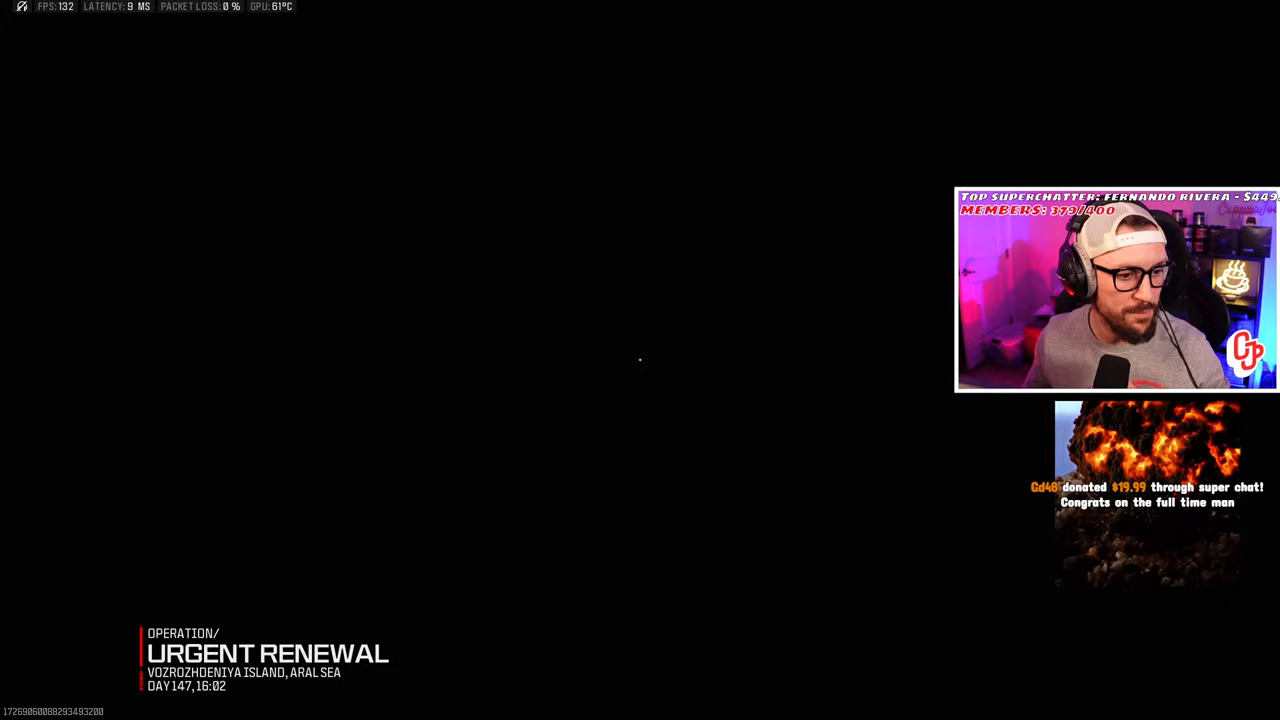 FPS: 132 LATENCY: 9 MS PACKET LOSS: 0 % GPU: 61ºC
TOP SUPERCHATTER: FERNANDO RIVERA - $449
MEMBERS: 379/400
CJP
Gd48 donated $19.99 through super chat!
Congrats on the full time man
OPERATION/
URGENT RENEWAL
VOZROZHDENIYA ISLAND, ARAL SEA
DAY 147, 16:02